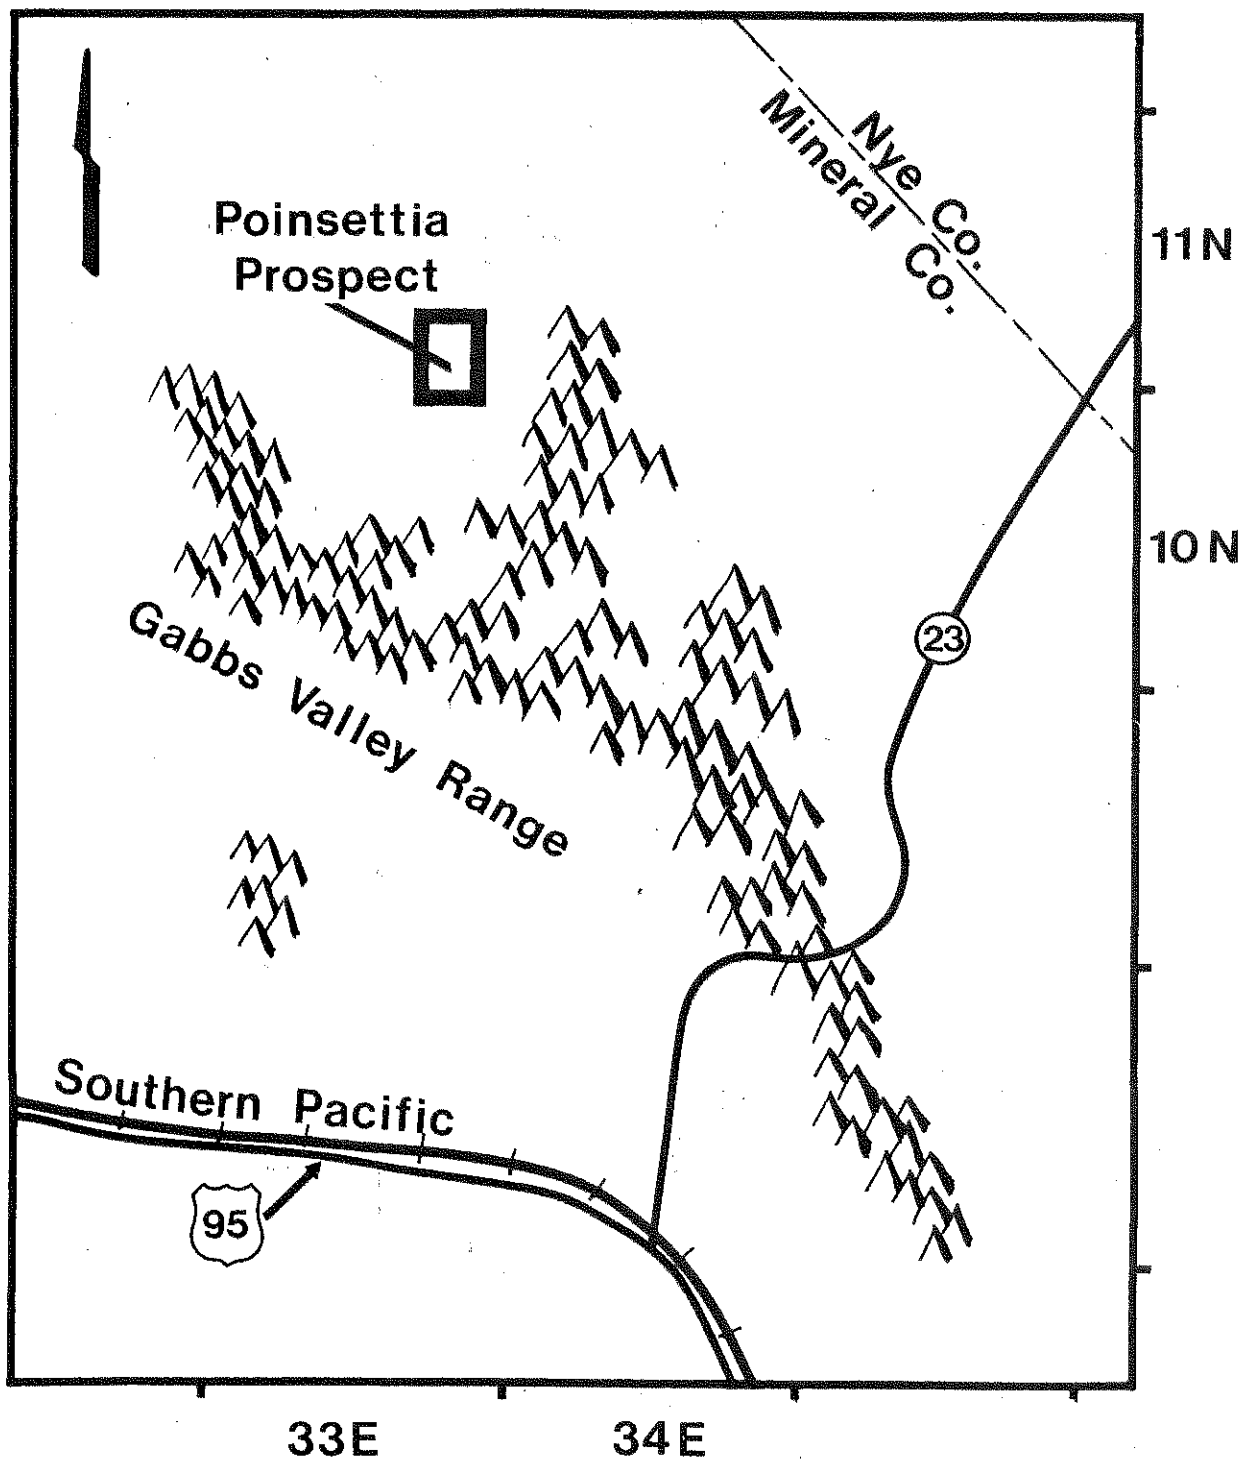 Nye Co.
Mineral Co.
Poinsettia
Prospect
11N
10N
23
Gabbs Valley Range
Southern Pacific
95
33E
34E